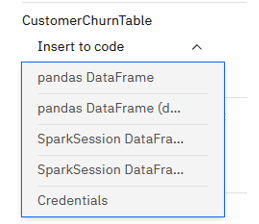 CustomerChurnTable
Insert to code
pandas DataFrame
pandas DataFrame (d...
SparkSession DataFra...
SparkSession DataFra...
Credentials